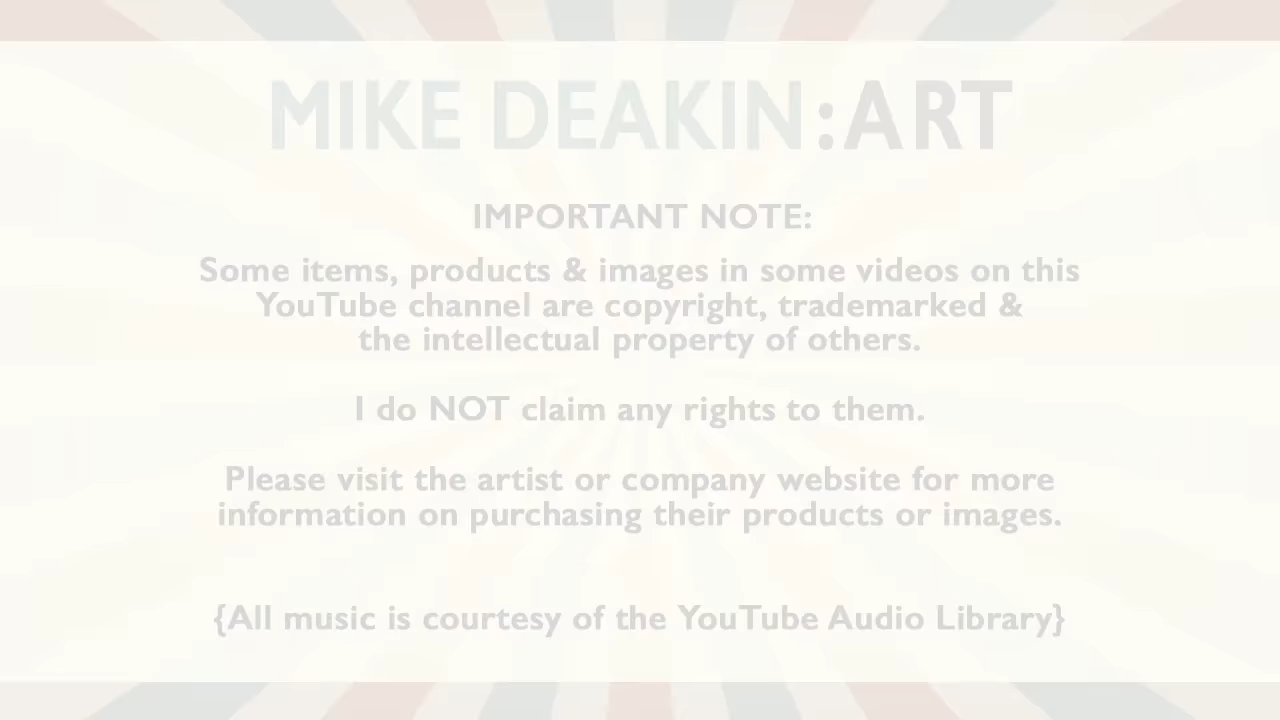 MIKE DEAKIN:ART
IMPORTANT NOTE:
Some items, products & images in some videos on this
YouTube channel are copyright, trademarked &
the intellectual property of others.
I do NOT claim any rights to them.
Please visit the artist or company website for more
information on purchasing their products or images.
{All music is courtesy of the YouTube Audio Library}